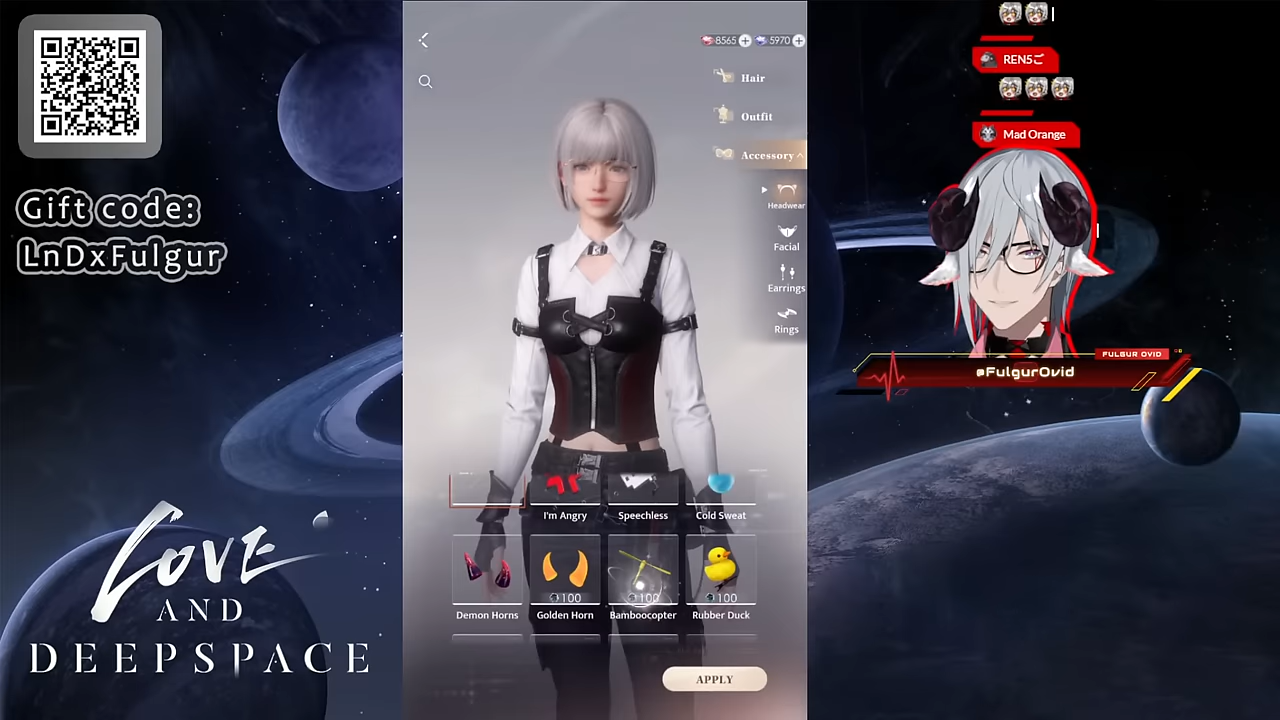 Gift code:
LnDxFulgur
LOVE
AND
DEEPSPACE
8565
5970
Hair
Outfit
Accessory
Headwear
Facial
Earrings
Rings
I'm Angry
Speechless
Cold Sweat
100
100
100
Demon Horns
Golden Horn
Bamboocopter
Rubber Duck
APPLY
REN5ご
Mad Orange
FULGUR OVID
@FulgurOvid